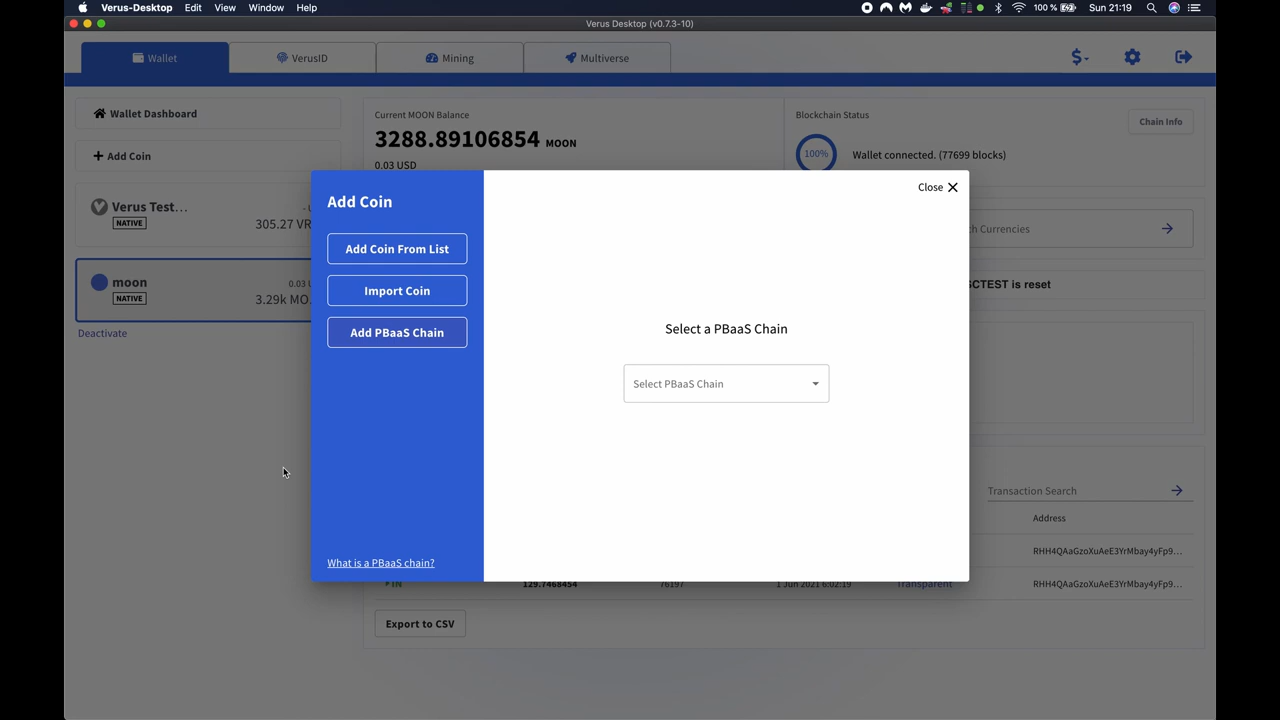 Verus-Desktop Edit View Window Help 100 % Sun 21:19
Verus Desktop (v0.7.3-10)
Wallet VerusID Mining Multiverse $
Wallet Dashboard
Add Coin
Verus Test...
NATIVE
305.27 VR
moon 0.03 U
NATIVE
3.29k MO
Deactivate
Current MOON Balance
3288.89106854 MOON
0.03 USD
Blockchain Status
Chain Info
100% Wallet connected. (77699 blocks)
Currencies
CTEST is reset
Add Coin
Add Coin From List
Import Coin
Add PBaaS Chain
What is a PBaaS chain?
Close
Select a PBaaS Chain
Select PBaaS Chain
Transaction Search
Address
RHH4QAaGzoXuAeE3YrMbay4yFp9...
IN 129.7468454 76197 1 Jun 2021 6:02:19 Transparent RHH4QAaGzoXuAeE3YrMbay4yFp9...
Export to CSV